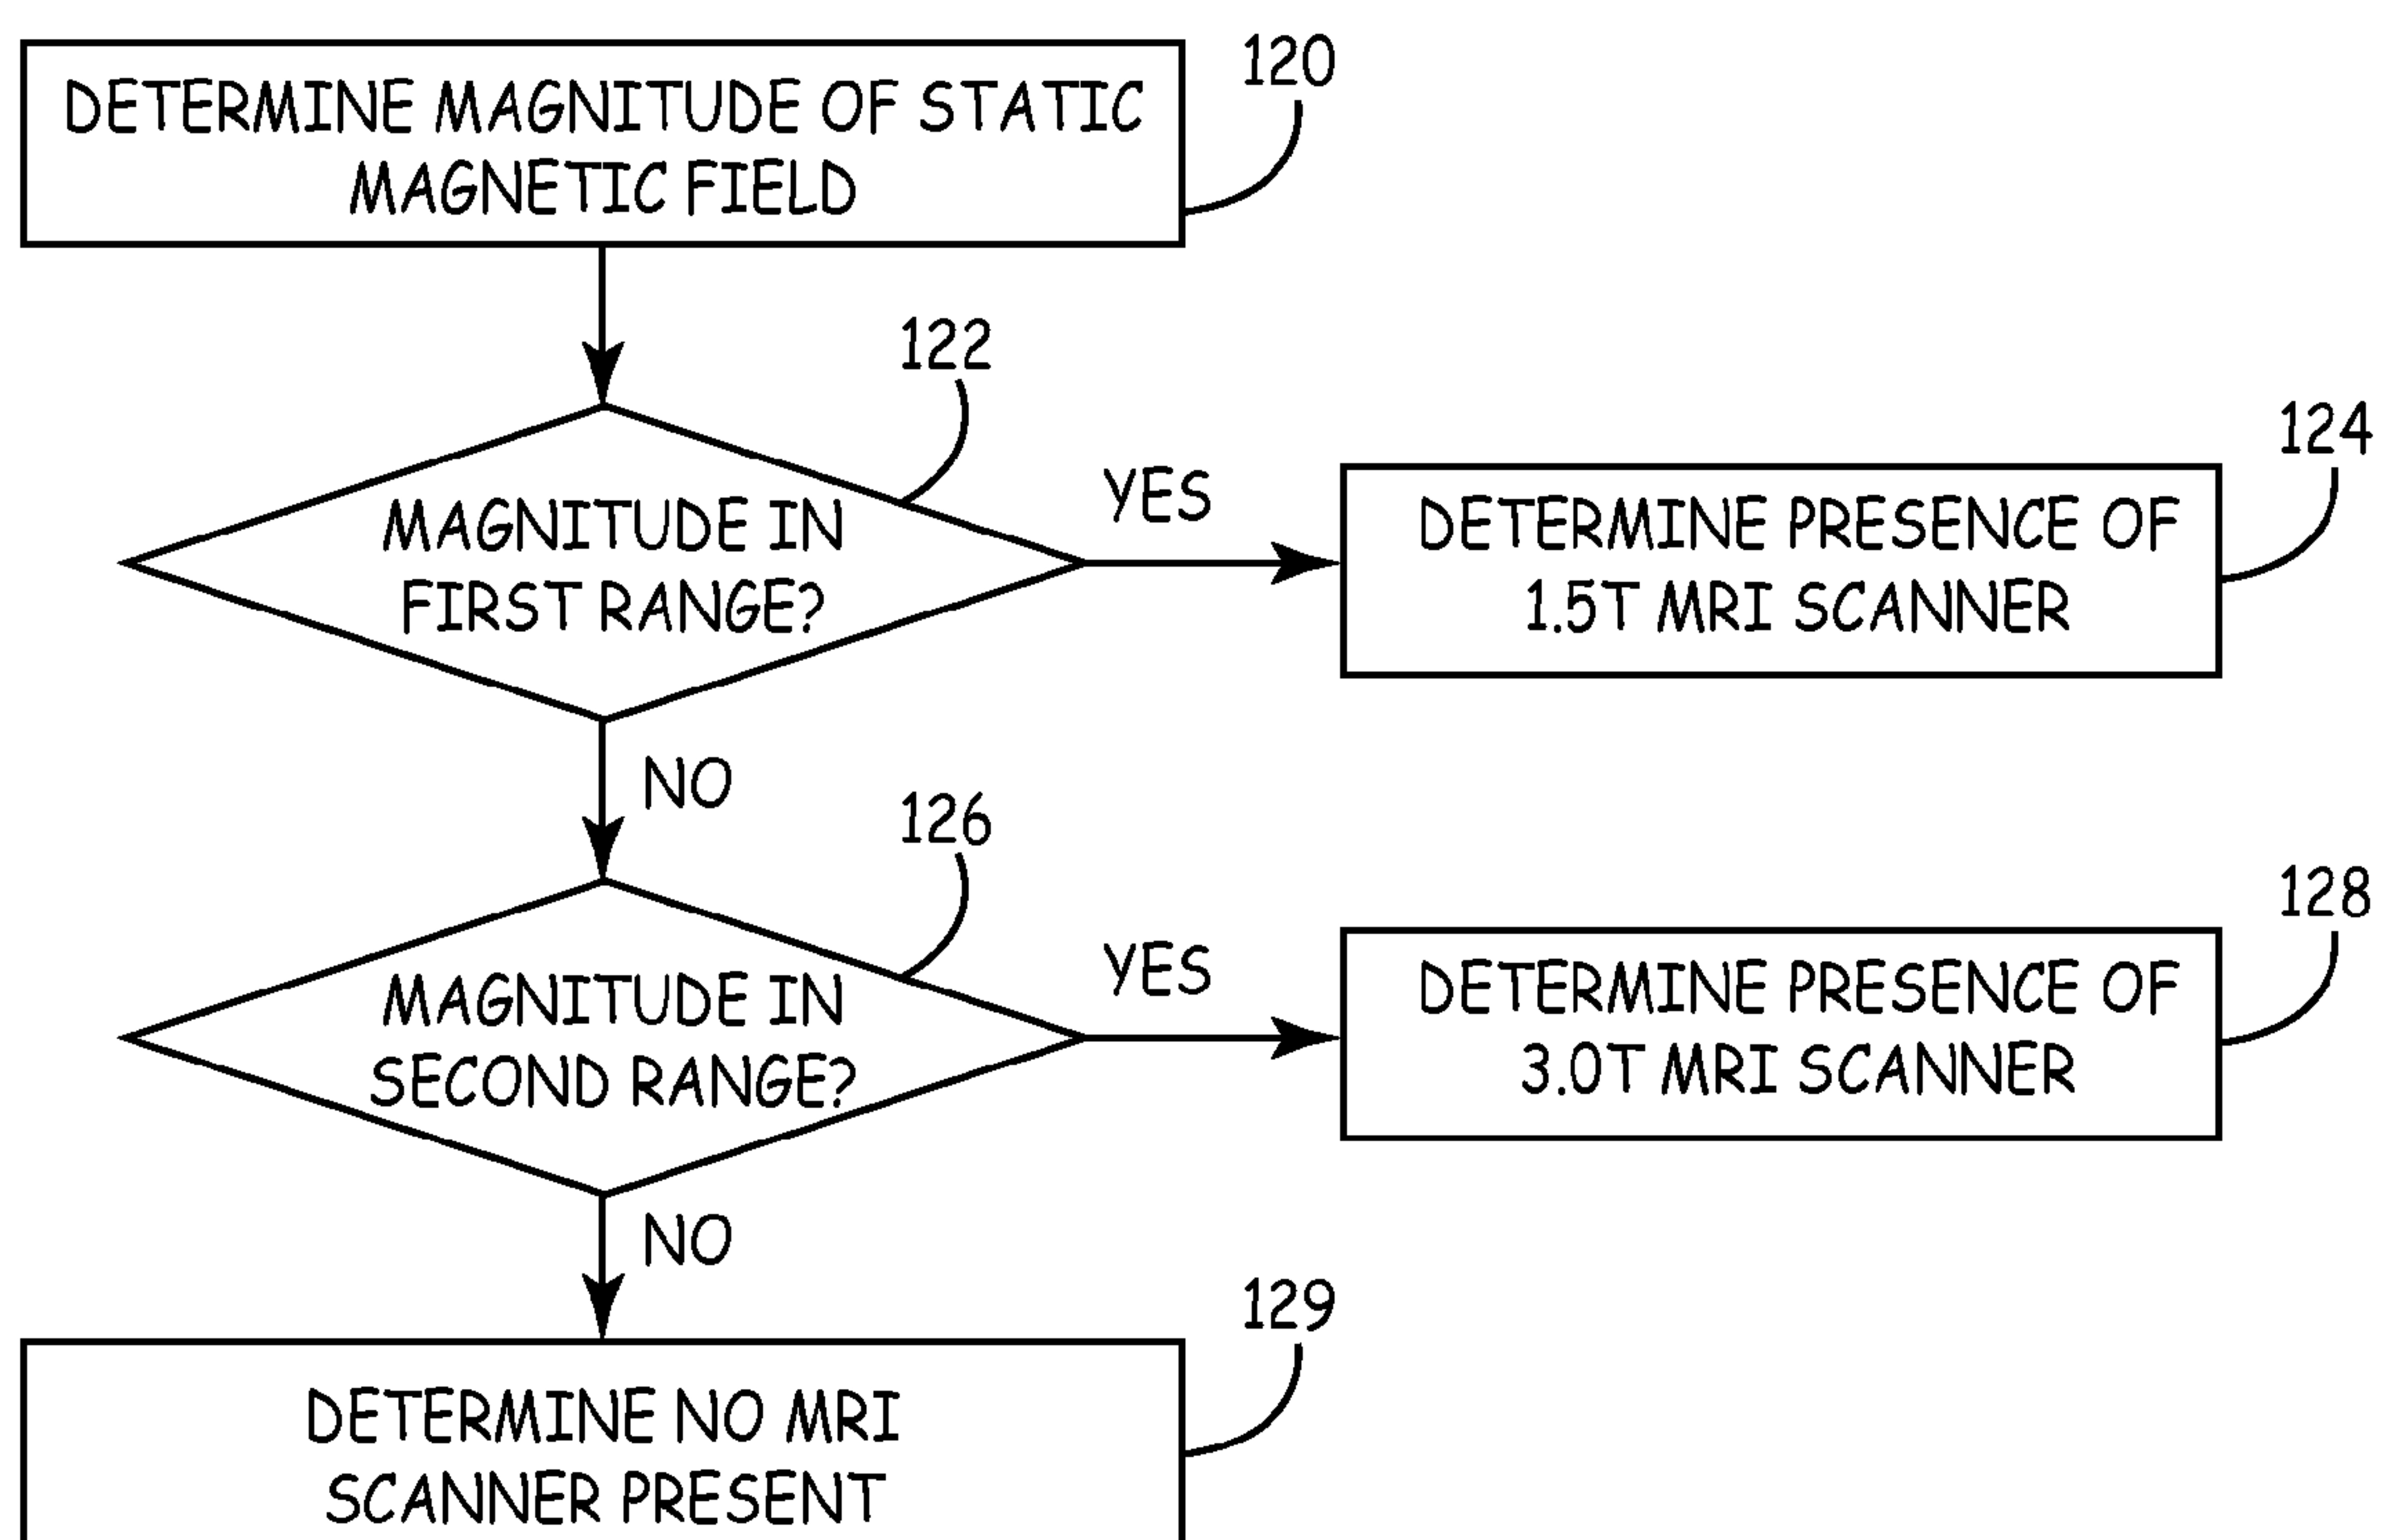 DETERMINE MAGNITUDE OF STATIC
MAGNETIC FIELD
120
122
MAGNITUDE IN
FIRST RANGE?
YES
124
DETERMINE PRESENCE OF
1.5T MRI SCANNER
NO
126
MAGNITUDE IN
SECOND RANGE?
YES
128
DETERMINE PRESENCE OF
3.0T MRI SCANNER
NO
129
DETERMINE NO MRI
SCANNER PRESENT